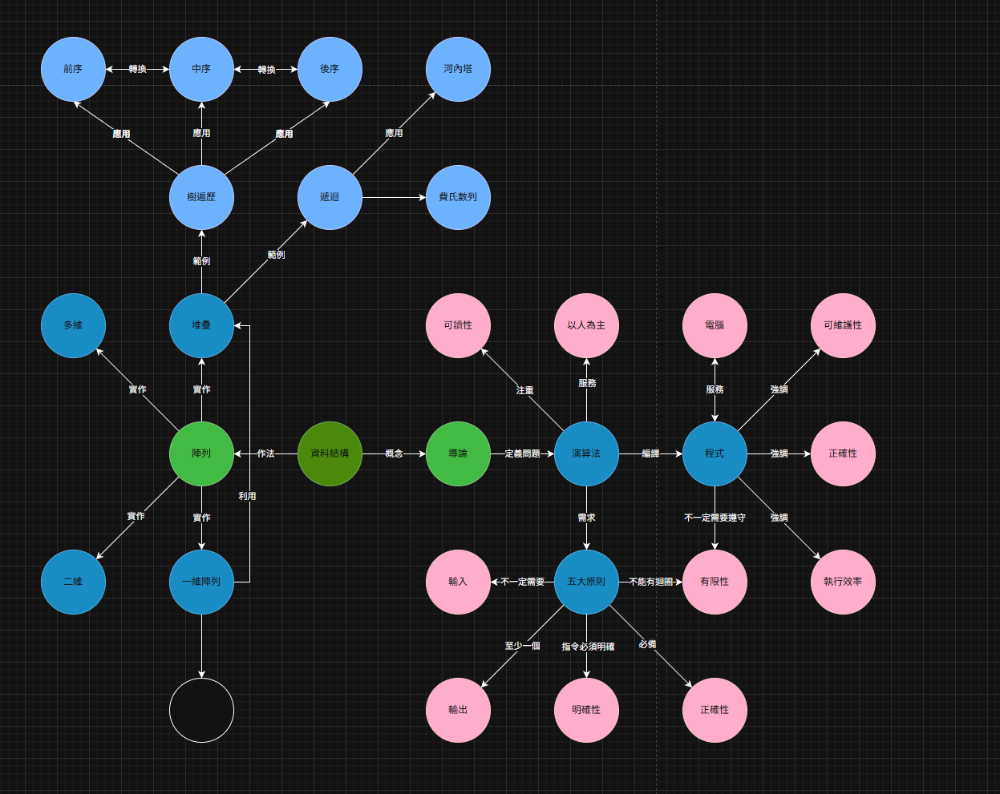 前序
轉換
中序
轉換
後序
河內塔
應用
應用
應用
應用
樹遍歷
遞迴
費氏數列
範例
範例
多維
堆疊
可讀性
以人為主
電腦
可維護性
實作
實作
注重
服務
服務
強調
陣列
作法
資料結構
概念
導論
定義問題
演算法
編譯
程式
強調
正確性
利用
實作
實作
需求
不一定需要遵守
強調
二維
一維陣列
輸入
不一定需要
五大原則
不能有迴圈
有限性
執行效率
至少一個
指令必須明確
必備
輸出
明確性
正確性